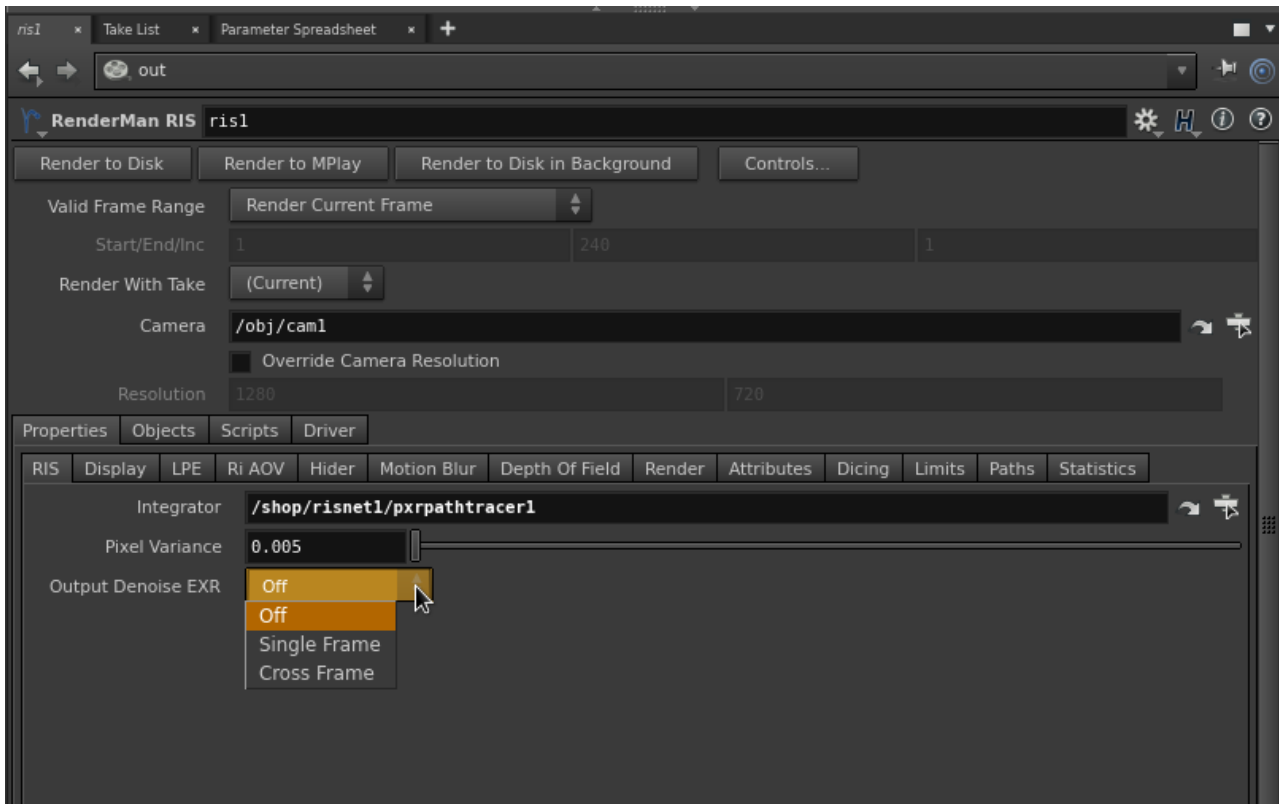 ris1 × Take List × Parameter Spreadsheet × +
out
RenderMan RIS ris1
Render to Disk Render to MPlay Render to Disk in Background Controls...
Valid Frame Range Render Current Frame
Start/End/Inc 1 240 1
Render With Take (Current)
Camera /obj/cam1
Override Camera Resolution
Resolution 1280 720
Properties Objects Scripts Driver
RIS Display LPE Ri AOV Hider Motion Blur Depth Of Field Render Attributes Dicing Limits Paths Statistics
Integrator /shop/risnet1/pxrpathtracer1
Pixel Variance 0.005
Output Denoise EXR Off
Off
Single Frame
Cross Frame